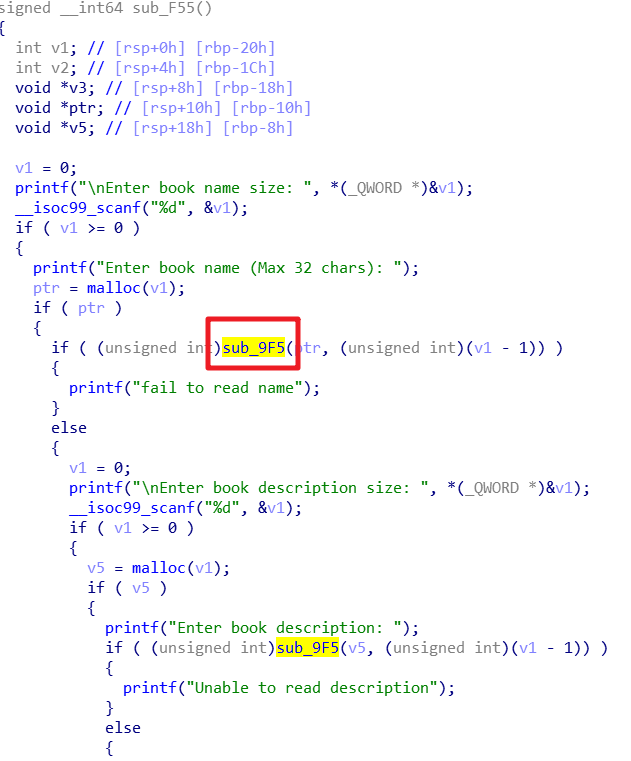 signed __int64 sub_F55()
{
  int v1; // [rsp+0h] [rbp-20h]
  int v2; // [rsp+4h] [rbp-1Ch]
  void *v3; // [rsp+8h] [rbp-18h]
  void *ptr; // [rsp+10h] [rbp-10h]
  void *v5; // [rsp+18h] [rbp-8h]

  v1 = 0;
  printf("\nEnter book name size: ", *(_QWORD *)&v1);
  __isoc99_scanf("%d", &v1);
  if ( v1 >= 0 )
  {
    printf("Enter book name (Max 32 chars): ");
    ptr = malloc(v1);
    if ( ptr )
    {
      if ( (unsigned int)sub_9F5(ptr, (unsigned int)(v1 - 1)) )
      {
        printf("fail to read name");
      }
      else
      {
        v1 = 0;
        printf("\nEnter book description size: ", *(_QWORD *)&v1);
        __isoc99_scanf("%d", &v1);
        if ( v1 >= 0 )
        {
          v5 = malloc(v1);
          if ( v5 )
          {
            printf("Enter book description: ");
            if ( (unsigned int)sub_9F5(v5, (unsigned int)(v1 - 1)) )
            {
              printf("Unable to read description");
            }
            else
            {